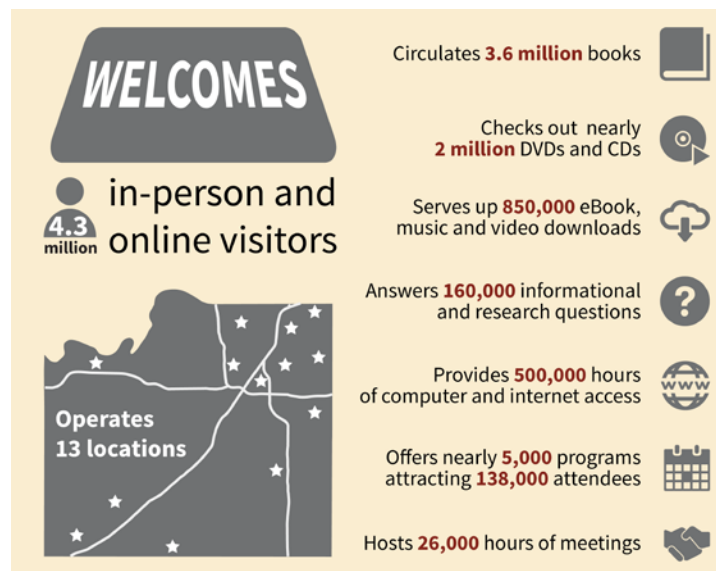 WELCOMES
4.3
million
in-person and
online visitors
Operates
13 locations
Circulates 3.6 million books
Checks out nearly
2 million DVDs and CDs
Serves up 850,000 eBook,
music and video downloads
Answers 160,000 informational
and research questions
?
Provides 500,000 hours
of computer and internet access
www
Offers nearly 5,000 programs
attracting 138,000 attendees
Hosts 26,000 hours of meetings